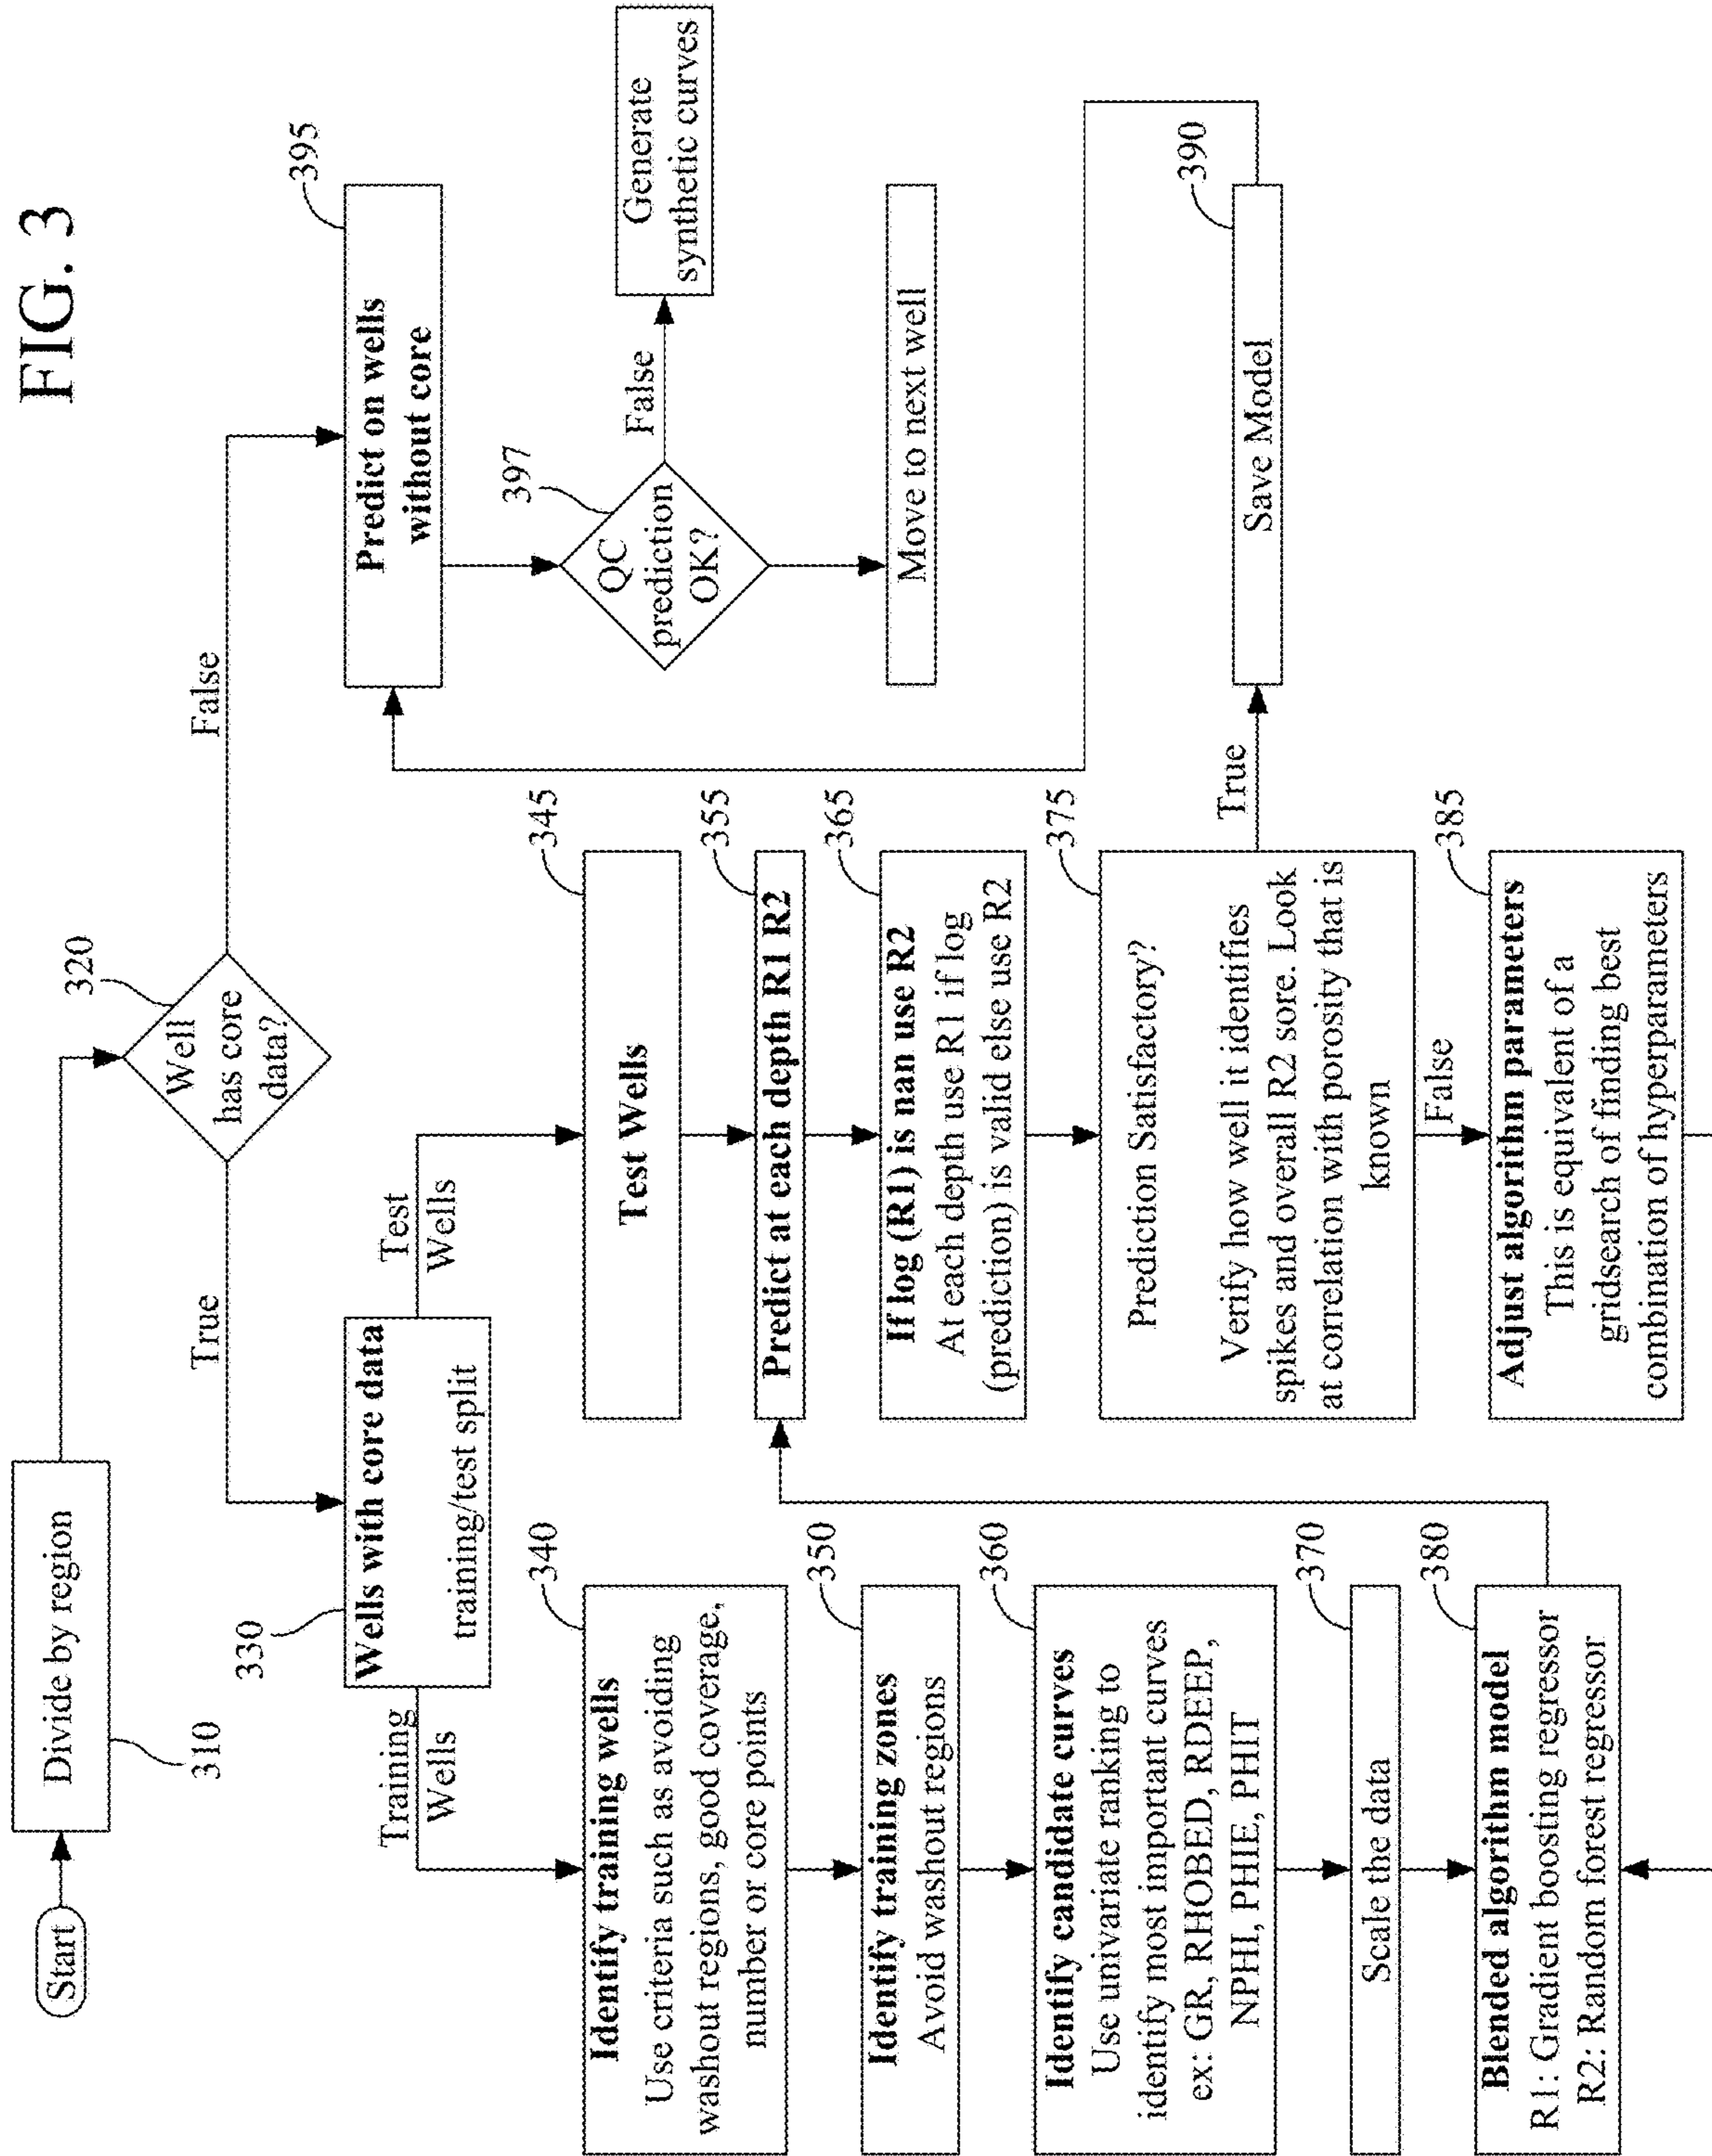 FIG. 3
Start
Divide by region
310
Well
has core
data?
320
True
False
330
Wells with core data
training/test split
Training
Wells
Test
Wells
Identify training wells
Use criteria such as avoiding
washout regions, good coverage,
number or core points
340
Identify training zones
Avoid washout regions
350
Identify candidate curves
Use univariate ranking to
identify most important curves
ex: GR, RHOBED, RDEEP,
NPHI, PHIE, PHIT
360
Scale the data
370
Blended algorithm model
R1: Gradient boosting regressor
R2: Random forest regressor
380
Test Wells
345
Predict at each depth R1 R2
355
If log (R1) is nan use R2
At each depth use R1 if log
(prediction) is valid else use R2
365
Prediction Satisfactory?
Verify how well it identifies
spikes and overall R2 sore. Look
at correlation with porosity that is
known
375
True
False
Adjust algorithm parameters
This is equivalent of a
gridsearch of finding best
combination of hyperparameters
385
Save Model
390
Predict on wells
without core
395
QC
prediction
OK?
397
False
Generate
synthetic curves
Move to next well